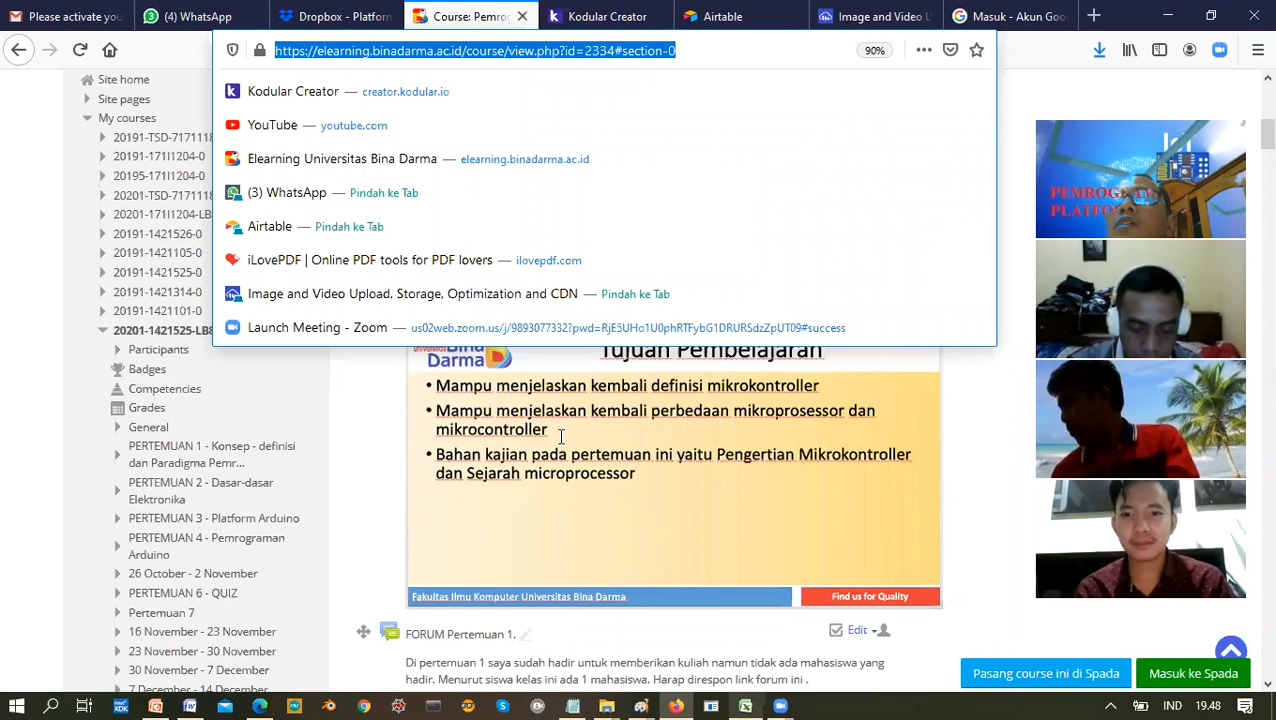 Please activate you
(3) WhatsApp
Dropbox - Platform
Course: Pemrog
Kodular Creator
Airtable
Image and Video U
Masuk - Akun Goo
https://elearning.binadarma.ac.id/course/view.php?id=2334#section-0
90%
Kodular Creator — creator.kodular.io
YouTube — youtube.com
Elearning Universitas Bina Darma — elearning.binadarma.ac.id
(3) WhatsApp — Pindah ke Tab
Airtable — Pindah ke Tab
iLovePDF | Online PDF tools for PDF lovers — ilovepdf.com
Image and Video Upload, Storage, Optimization and CDN — Pindah ke Tab
Launch Meeting - Zoom — us02web.zoom.us/j/9893077332?pwd=RjE5UHo1U0phRTFybG1DRURSdzZpUT09#success
Site home
Site pages
My courses
20191-TSD-7171118
20191-171I1204-0
20195-171I1204-0
20201-TSD-7171118
20201-171I1204-LB
20191-1421526-0
20191-1421105-0
20191-1421525-0
20191-1421314-0
20191-1421101-0
20201-1421525-LB8
Participants
Badges
Competencies
Grades
General
PERTEMUAN 1 - Konsep - definisi
dan Paradigma Pemr...
PERTEMUAN 2 - Dasar-dasar
Elektronika
PERTEMUAN 3 - Platform Arduino
PERTEMUAN 4 - Pemrograman
Arduino
26 October - 2 November
PERTEMUAN 6 - QUIZ
Pertemuan 7
16 November - 23 November
23 November - 30 November
30 November - 7 December
7 December - 14 December
Bina
Darma
Tujuan Pembelajaran
• Mampu menjelaskan kembali definisi mikrokontroller
• Mampu menjelaskan kembali perbedaan mikroprosessor dan
mikrocontroller
• Bahan kajian pada pertemuan ini yaitu Pengertian Mikrokontroller
dan Sejarah microprocessor
Fakultas Ilmu Komputer Universitas Bina Darma
Find us for Quality
FORUM Pertemuan 1.
Edit
Di pertemuan 1 saya sudah hadir untuk memberikan kuliah namun tidak ada mahasiswa yang
hadir. Menurut siswa kelas ini ada 1 mahasiswa. Harap direspon link forum ini .
PEMROGRAM
PLATFO
Pasang course ini di Spada
Masuk ke Spada
IND
19.48